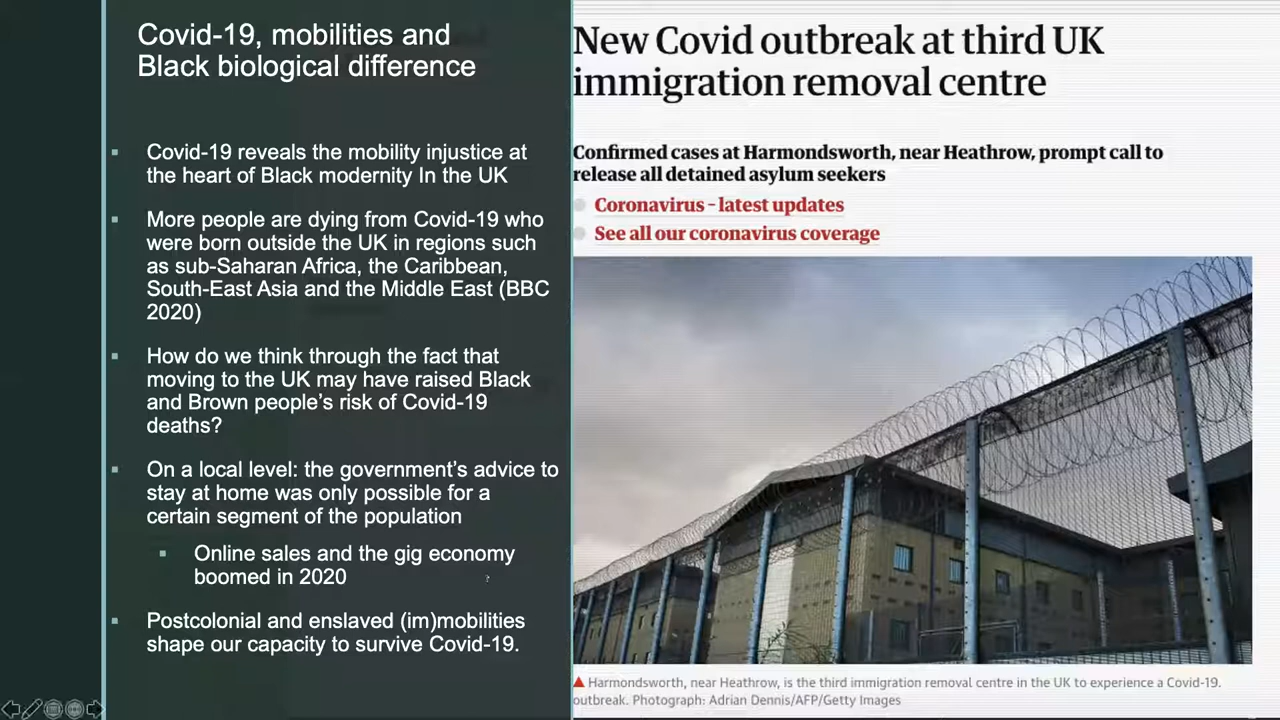 Covid-19, mobilities and
Black biological difference
Covid-19 reveals the mobility injustice at
the heart of Black modernity In the UK
More people are dying from Covid-19 who
were born outside the UK in regions such
as sub-Saharan Africa, the Caribbean,
South-East Asia and the Middle East (BBC
2020)
How do we think through the fact that
moving to the UK may have raised Black
and Brown people's risk of Covid-19
deaths?
On a local level: the government's advice to
stay at home was only possible for a
certain segment of the population
Online sales and the gig economy
boomed in 2020
Postcolonial and enslaved (im)mobilities
shape our capacity to survive Covid-19.
New Covid outbreak at third UK
immigration removal centre
Confirmed cases at Harmondsworth, near Heathrow, prompt call to
release all detained asylum seekers
Coronavirus – latest updates
See all our coronavirus coverage
Harmondsworth, near Heathrow, is the third immigration removal centre in the UK to experience a Covid-19.
outbreak. Photograph: Adrian Dennis/AFP/Getty Images